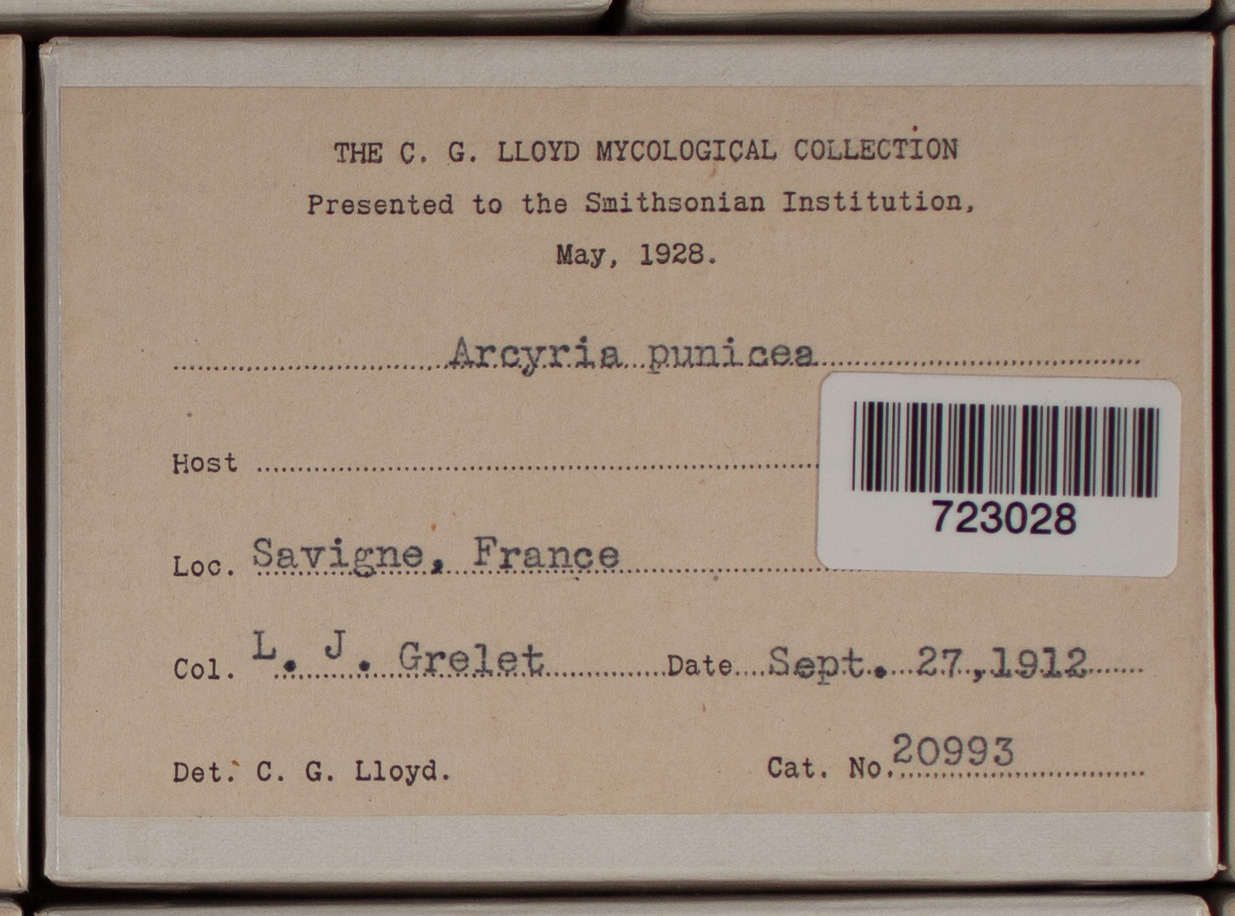 THE C. G. LLOYD MYCOLOGICAL COLLECTION
Presented to the Smithsonian Institution,
May, 1928.
Arcyria punicea
Host
723028
Loc. Savigne, France
Col. L. J. Grelet Date Sept. 27,1912
Det. C. G. Lloyd. Cat. No. 20993